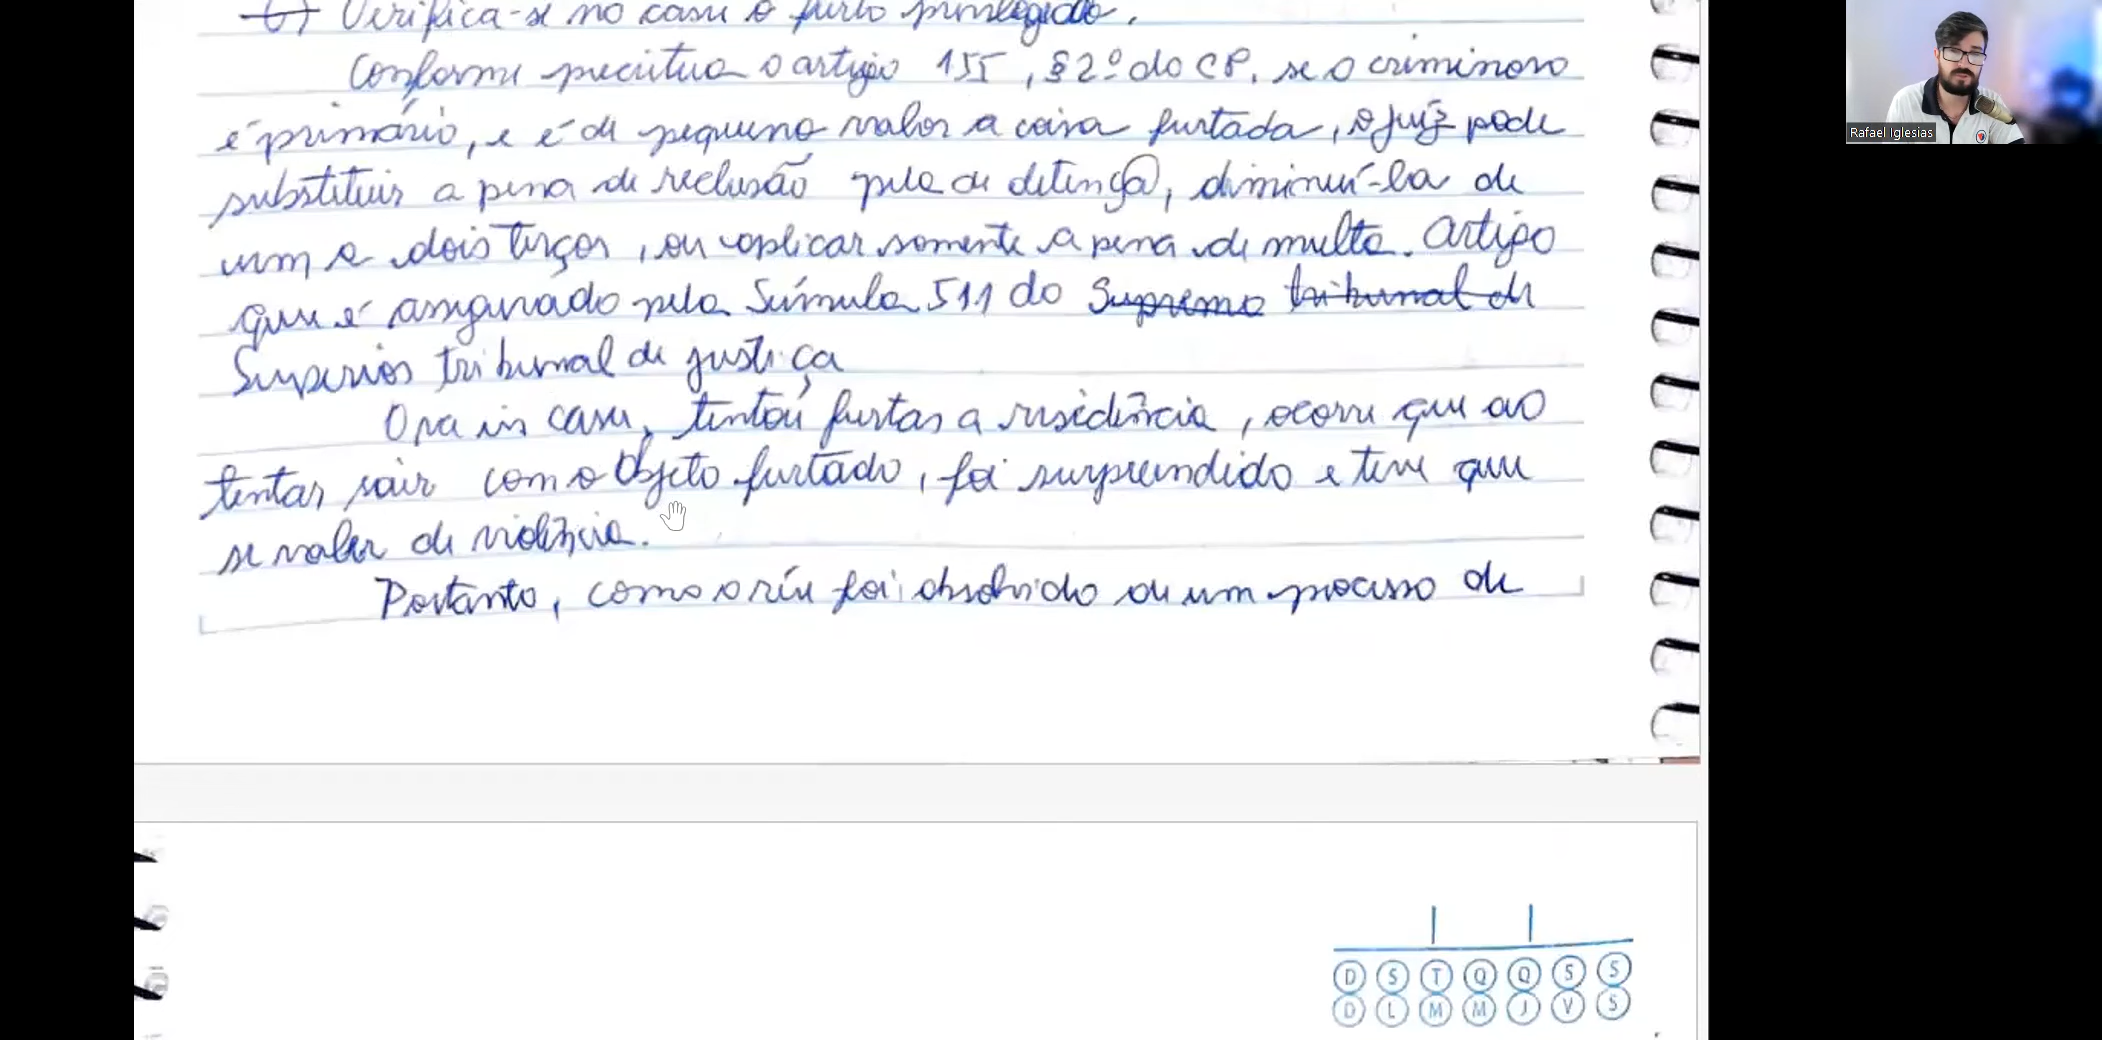 b) Verifica-se no caso o furto privilegiado.
Conforme preceitua o artigo 155, §2º do CP, se o criminoso
é primário, e é de pequeno valor a coisa furtada, o juiz pode
substituir a pena de reclusão pela de detençã, diminuí-la de
um a dois terços, ou aplicar somente a pena de multa. Artigo
que é assegurado pela Súmula 511 do Supremo tribunal de
Superior tribunal de justiça
Ora in casu, tentou furtar a residência, ocorre que ao
tentar sair com o objeto furtado, foi surpreendido e teve que
se valer de violência.
Portanto, como o réu foi absolvido de um processo de
Rafael Iglesias
D S T Q Q S S
D L M M J V S